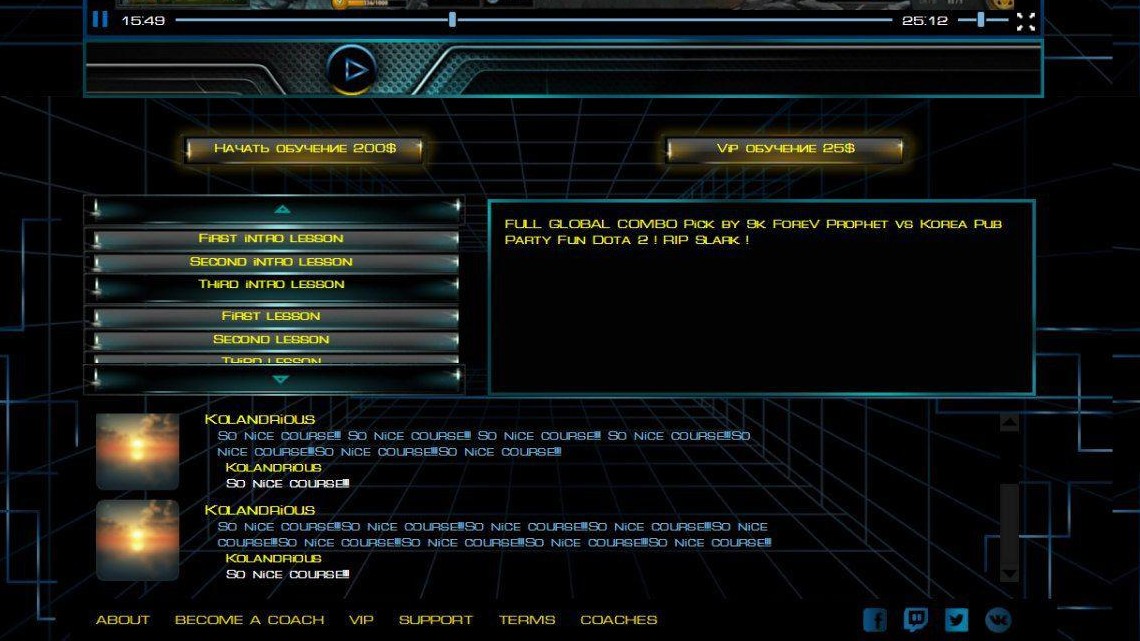 15:49
25:12
Начать обучение 200$
ViP обучение 25$
First intro lesson
Second intro lesson
Third intro lesson
First lesson
Second lesson
Third lesson
FULL GLOBAL COMBO Pick by 9k ForeV Prophet vs Korea Pub
Party Fun Dota 2 ! RIP Slark !
Kolandrious
So nice course!!! So nice course!!! So nice course!!! So nice course!!!So
nice course!!!So nice course!!!So nice course!!!
Kolandrious
So nice course!!!
Kolandrious
So nice course!!!So nice course!!!So nice course!!!So nice course!!!So nice
course!!!So nice course!!!So nice course!!!So nice course!!!So nice course!!!
Kolandrious
So nice course!!!
ABOUT BECOME A COACH VIP SUPPORT TERMS COACHES